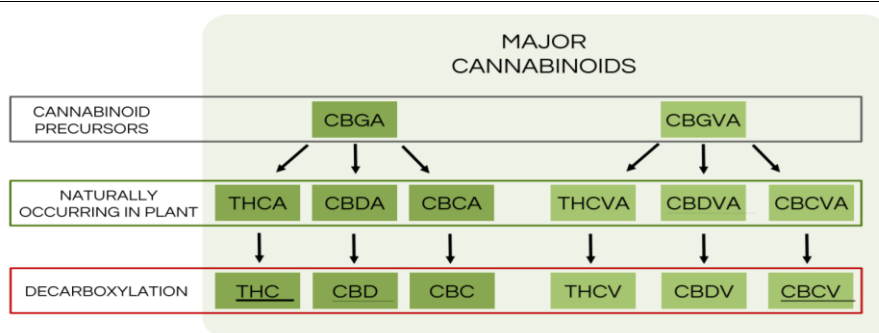 MAJOR
CANNABINOIDS
CANNABINOID
PRECURSORS
CBGA
CBGVA
NATURALLY
OCCURRING IN PLANT
THCA
CBDA
CBCA
THCVA
CBDVA
CBCVA
DECARBOXYLATION
THC
CBD
CBC
THCV
CBDV
CBCV